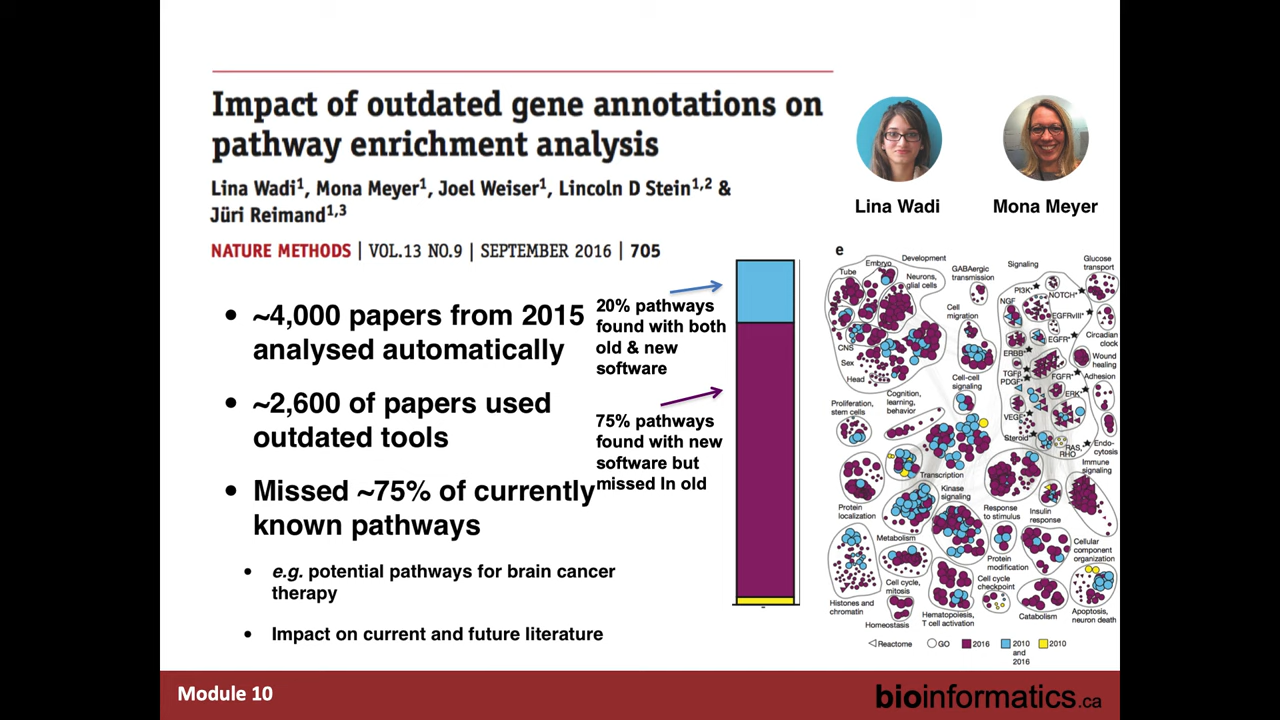 Impact of outdated gene annotations on
pathway enrichment analysis
Lina Wadi1, Mona Meyer1, Joel Weiser1, Lincoln D Stein1,2 &
Jüri Reimand1,3
NATURE METHODS | VOL.13 NO.9 | SEPTEMBER 2016 | 705
Lina Wadi
Mona Meyer
• ~4,000 papers from 2015
analysed automatically
• ~2,600 of papers used
outdated tools
• Missed ~75% of currently
known pathways
• e.g. potential pathways for brain cancer
therapy
• Impact on current and future literature
20% pathways
found with both
old & new
software
75% pathways
found with new
software but
missed In old
e
Embryo
Development
Tube
Neurons,
glial cells
GABAergic
transmission
Signaling
Glucose
transport
PI3K*
NOTCH*
NGF
Cell
migration
EGFRvIII*
Circadian
clock
CNS
EGFR*
ERBB*
Wound
healing
Sex
Head
Cell-cell
signaling
TGFβ
PDGF*
FGFR*
Adhesion
Cognition,
learning,
behavior
ERK*
Proliferation,
stem cells
VEGF*
Steroid*
RAS,
RHO
Endo-
cytosis
Immune
signaling
Transcription
Kinase
signaling
Protein
localization
Response
to stimulus
Insulin
response
Metabolism
Cellular
component
organization
Protein
modification
Cell cycle,
mitosis
Cell cycle
checkpoint
Histones and
chromatin
Homeostasis
Hematopoiesis,
T cell activation
Catabolism
Apoptosis,
neuron death
Reactome
GO
2016
2010
and
2016
2010
Module 10
bioinformatics.ca